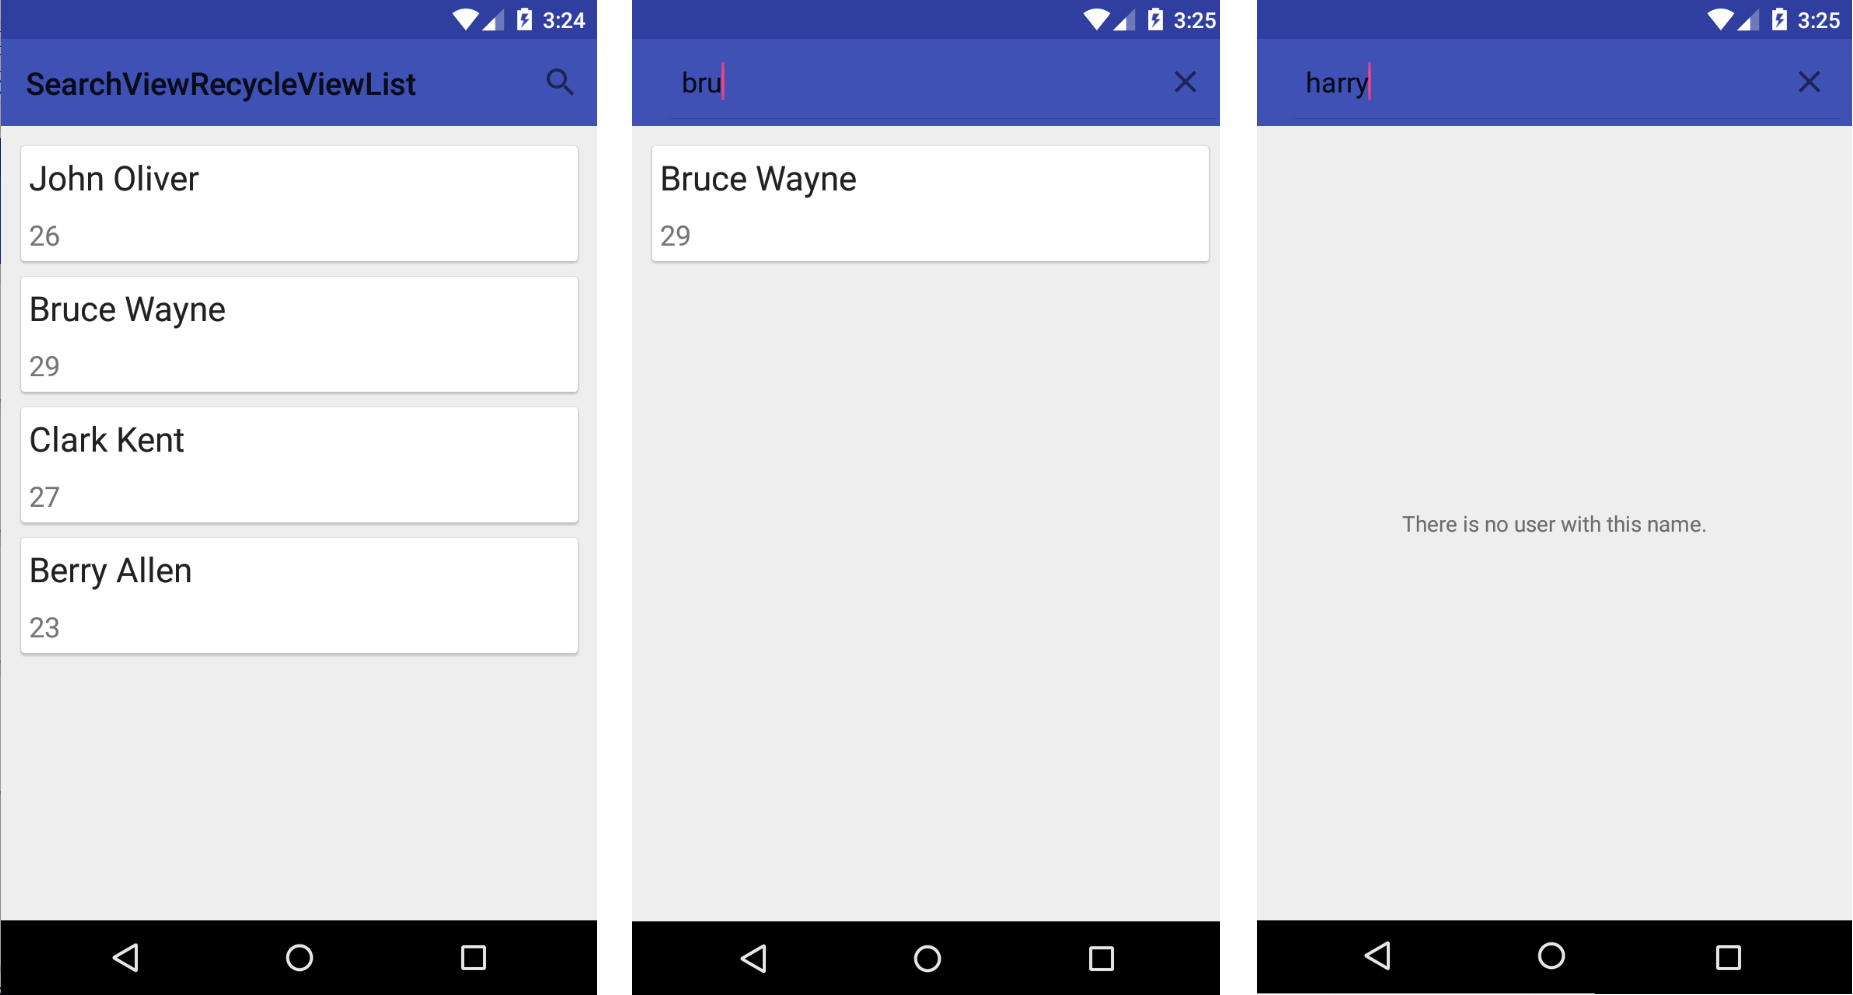 3:24
SearchViewRecycleViewList
John Oliver
26
Bruce Wayne
29
Clark Kent
27
Berry Allen
23
3:25
bru
Bruce Wayne
29
3:25
harry
There is no user with this name.